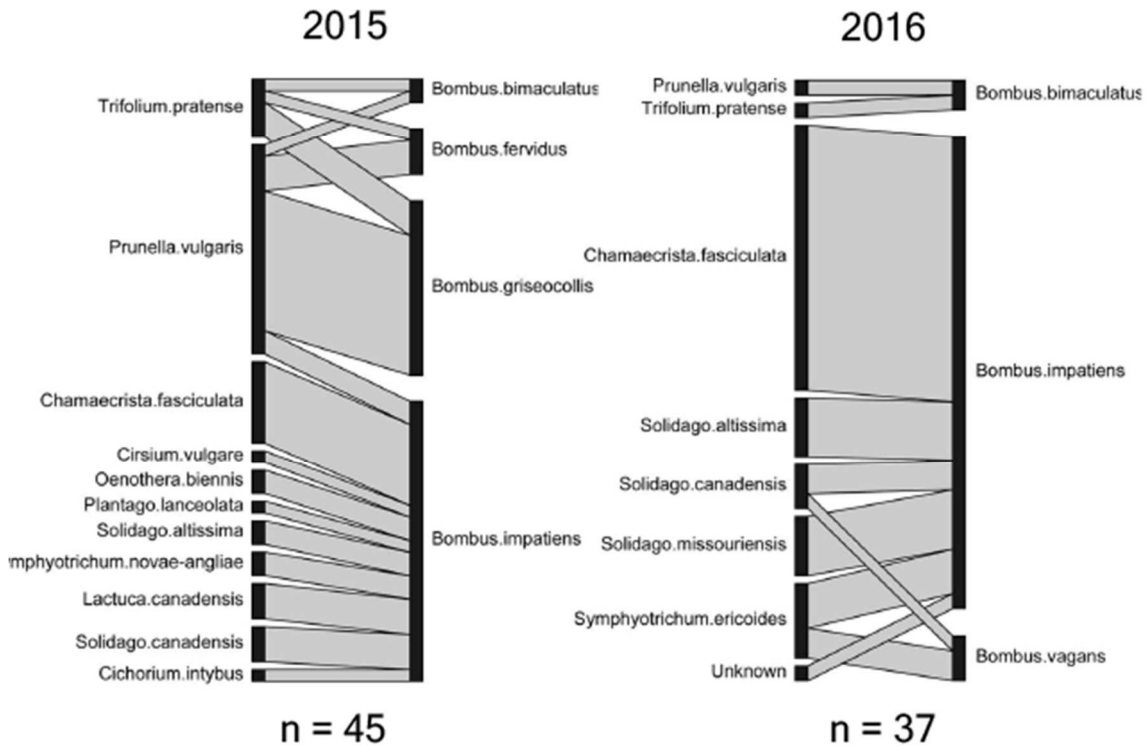 2015
Trifolium.pratense
Prunella.vulgaris
Chamaecrista.fasciculata
Cirsium.vulgare
Oenothera.biennis
Plantago.lanceolata
Solidago.altissima
mphyotrichum.novae-angliae
Lactuca.canadensis
Solidago.canadensis
Cichorium.intybus
Bombus.bimaculatus
Bombus.fervidus
Bombus.griseocollis
Bombus.impatiens
n = 45
2016
Prunella.vulgaris
Trifolium.pratense
Chamaecrista.fasciculata
Solidago.altissima
Solidago.canadensis
Solidago.missouriensis
Symphyotrichum.ericoides
Unknown
Bombus.bimaculatus
Bombus.impatiens
Bombus.vagans
n = 37